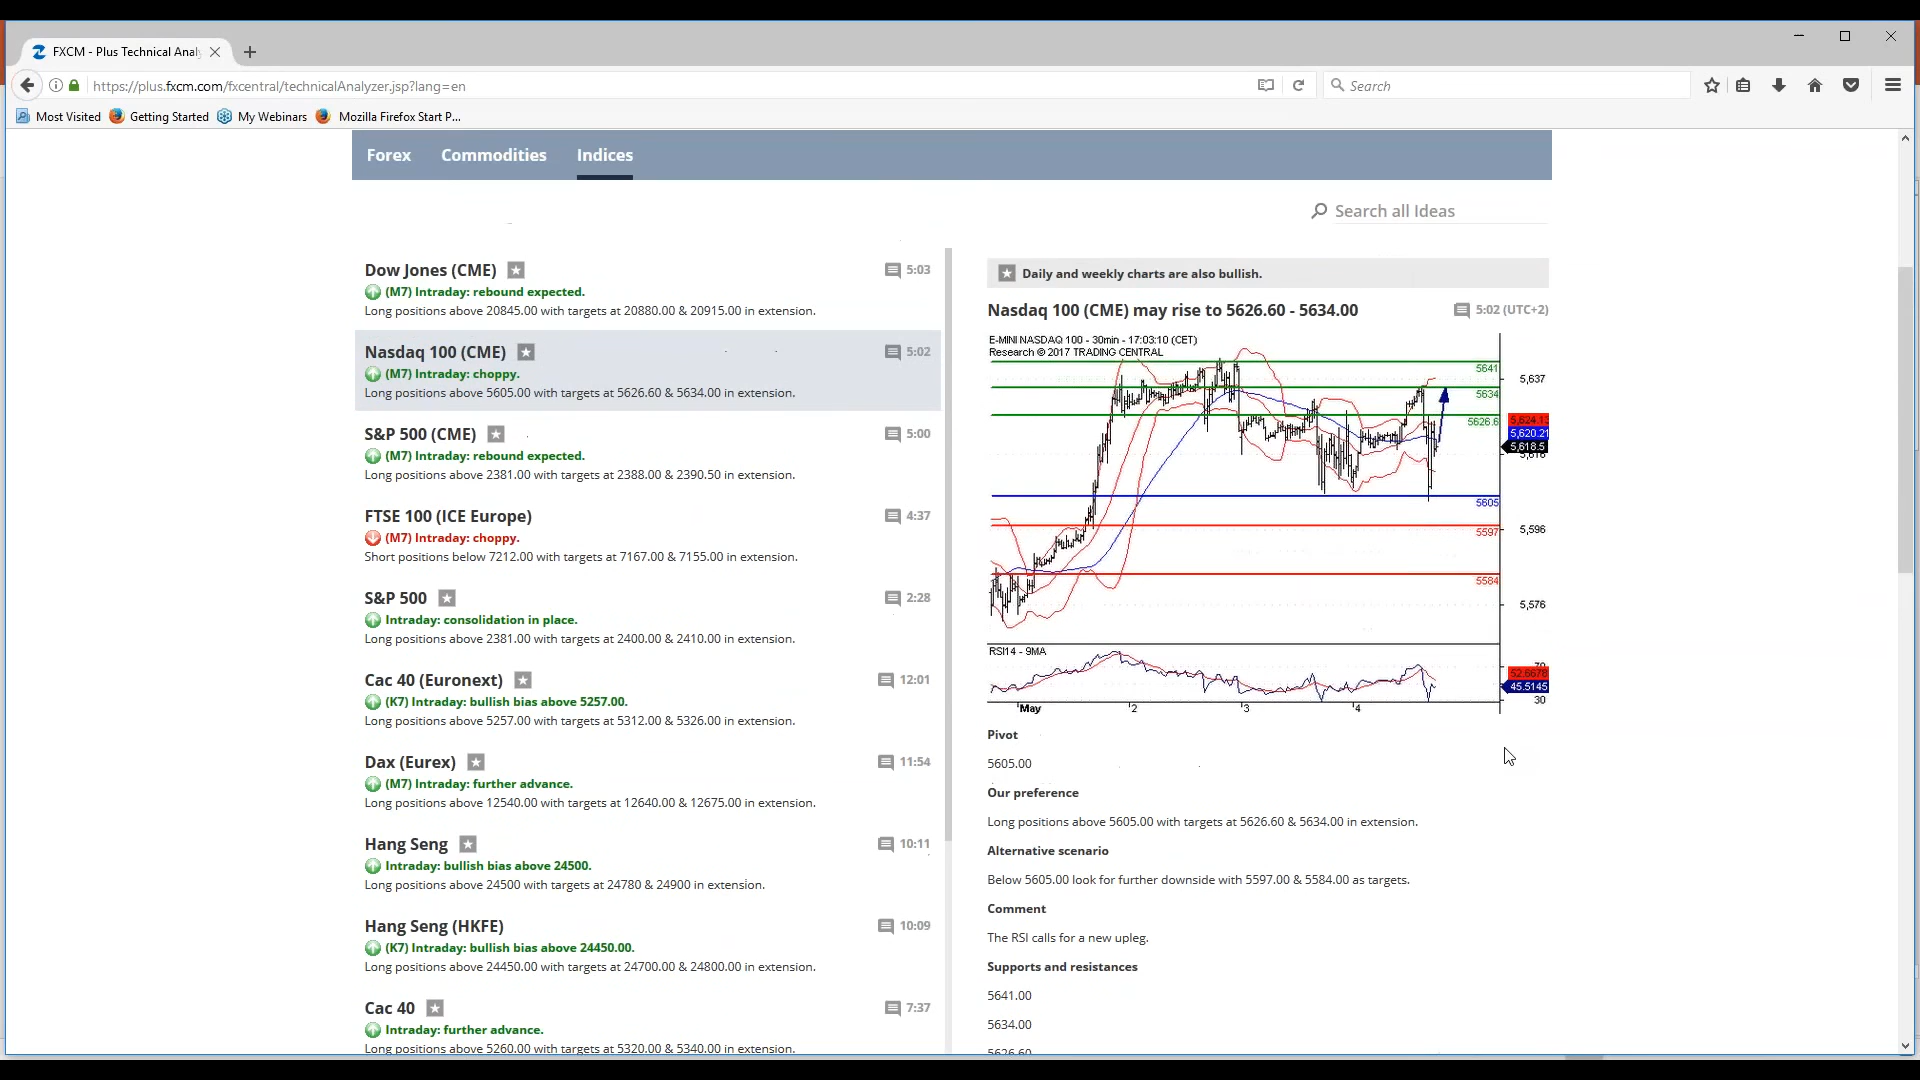 FXCM - Plus Technical Analy
https://plus.fxcm.com/fxcentral/technicalAnalyzer.jsp?lang=en
Search
Most Visited
Getting Started
My Webinars
Mozilla Firefox Start P...
Forex
Commodities
Indices
Search all Ideas
Dow Jones (CME)
5:03
(M7) Intraday: rebound expected.
Long positions above 20845.00 with targets at 20880.00 & 20915.00 in extension.
Nasdaq 100 (CME)
5:02
(M7) Intraday: choppy.
Long positions above 5605.00 with targets at 5626.60 & 5634.00 in extension.
S&P 500 (CME)
5:00
(M7) Intraday: rebound expected.
Long positions above 2381.00 with targets at 2388.00 & 2390.50 in extension.
FTSE 100 (ICE Europe)
4:37
(M7) Intraday: choppy.
Short positions below 7212.00 with targets at 7167.00 & 7155.00 in extension.
S&P 500
2:28
Intraday: consolidation in place.
Long positions above 2381.00 with targets at 2400.00 & 2410.00 in extension.
Cac 40 (Euronext)
12:01
(K7) Intraday: bullish bias above 5257.00.
Long positions above 5257.00 with targets at 5312.00 & 5326.00 in extension.
Dax (Eurex)
11:54
(M7) Intraday: further advance.
Long positions above 12540.00 with targets at 12640.00 & 12675.00 in extension.
Hang Seng
10:11
Intraday: bullish bias above 24500.
Long positions above 24500 with targets at 24780 & 24900 in extension.
Hang Seng (HKFE)
10:09
(K7) Intraday: bullish bias above 24450.00.
Long positions above 24450.00 with targets at 24700.00 & 24800.00 in extension.
Cac 40
7:37
Intraday: further advance.
Long positions above 5260.00 with targets at 5320.00 & 5340.00 in extension.
Daily and weekly charts are also bullish.
Nasdaq 100 (CME) may rise to 5626.60 - 5634.00
5:02 (UTC+2)
E-MINI NASDAQ 100 - 30min - 17:03:10 (CET)
Research © 2017 TRADING CENTRAL
5641
5,637
5634
5626.6
5,624.13
5,620.21
5,618.5
5605
5597
5,596
5584
5,576
RSI14 - 9MA
70
52.6678
45.5145
30
May
2
3
4
Pivot
5605.00
Our preference
Long positions above 5605.00 with targets at 5626.60 & 5634.00 in extension.
Alternative scenario
Below 5605.00 look for further downside with 5597.00 & 5584.00 as targets.
Comment
The RSI calls for a new upleg.
Supports and resistances
5641.00
5634.00
5626.60